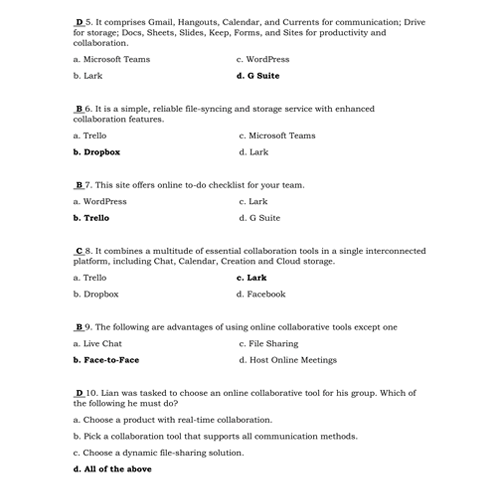 D 5. It comprises Gmail, Hangouts, Calendar, and Currents for communication; Drive
for storage; Docs, Sheets, Slides, Keep, Forms, and Sites for productivity and
collaboration.
a. Microsoft Teams c. WordPress
b. Lark d. G Suite
B 6. It is a simple, reliable file-syncing and storage service with enhanced
collaboration features.
a. Trello c. Microsoft Teams
b. Dropbox d. Lark
B 7. This site offers online to-do checklist for your team.
a. WordPress c. Lark
b. Trello d. G Suite
C 8. It combines a multitude of essential collaboration tools in a single interconnected
platform, including Chat, Calendar, Creation and Cloud storage.
a. Trello c. Lark
b. Dropbox d. Facebook
B 9. The following are advantages of using online collaborative tools except one
a. Live Chat c. File Sharing
b. Face-to-Face d. Host Online Meetings
D 10. Lian was tasked to choose an online collaborative tool for his group. Which of
the following he must do?
a. Choose a product with real-time collaboration.
b. Pick a collaboration tool that supports all communication methods.
c. Choose a dynamic file-sharing solution.
d. All of the above